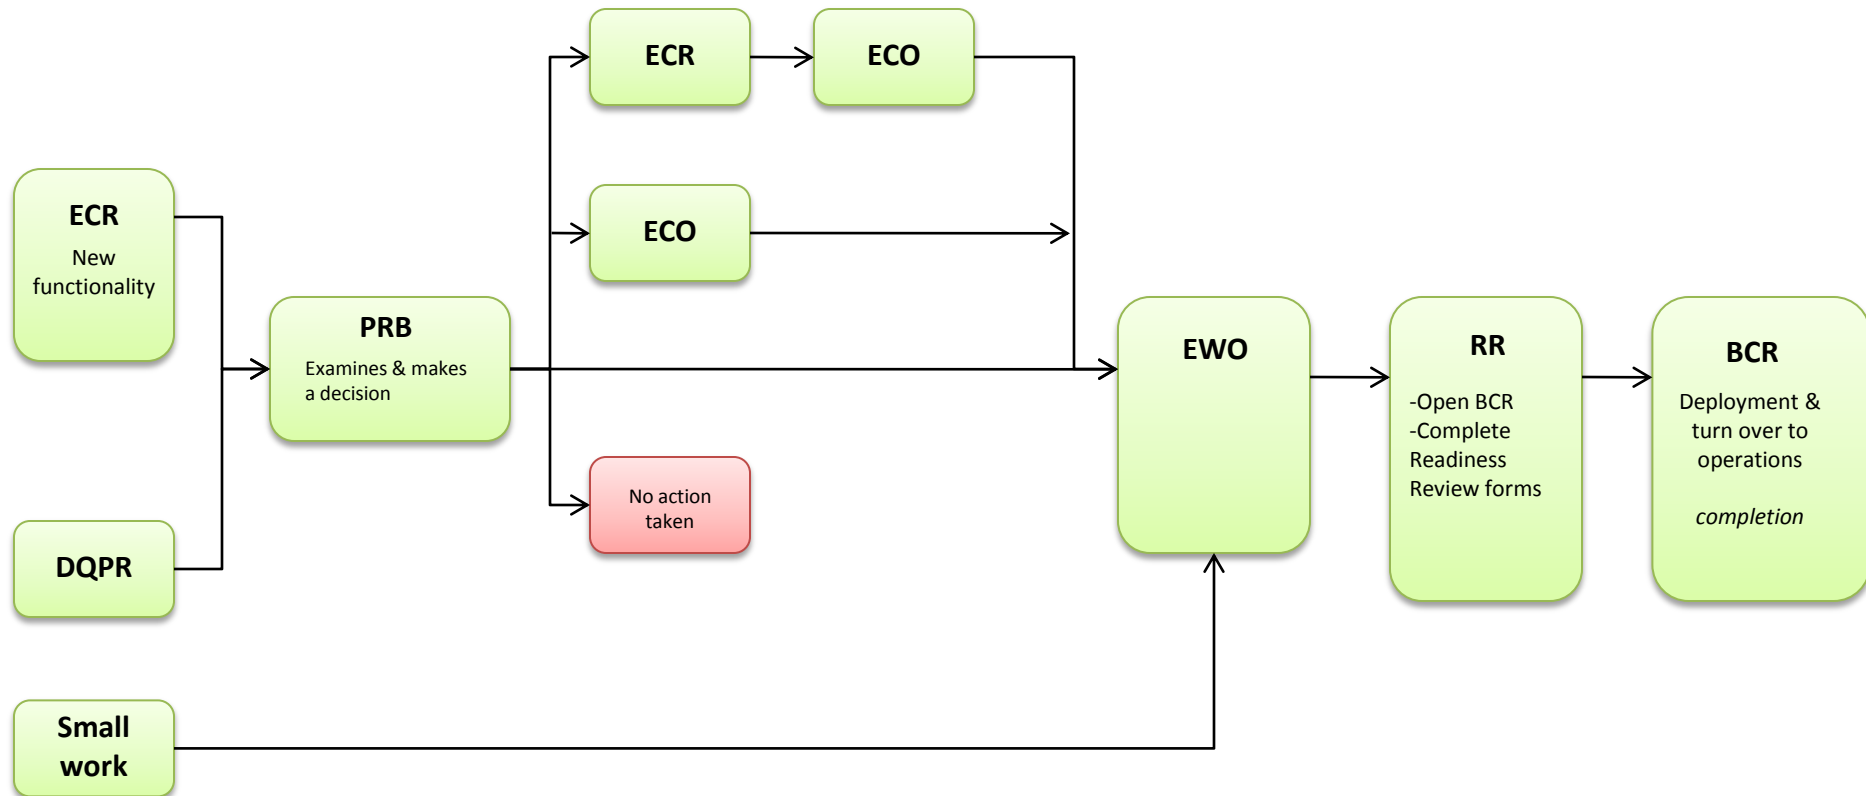 ECR
New
functionality
DQPR
Small
work
PRB
Examines & makes
a decision
ECR
ECO
ECO
No action
taken
EWO
RR
-Open BCR
-Complete
Readiness
Review forms
BCR
Deployment &
turn over to
operations
completion